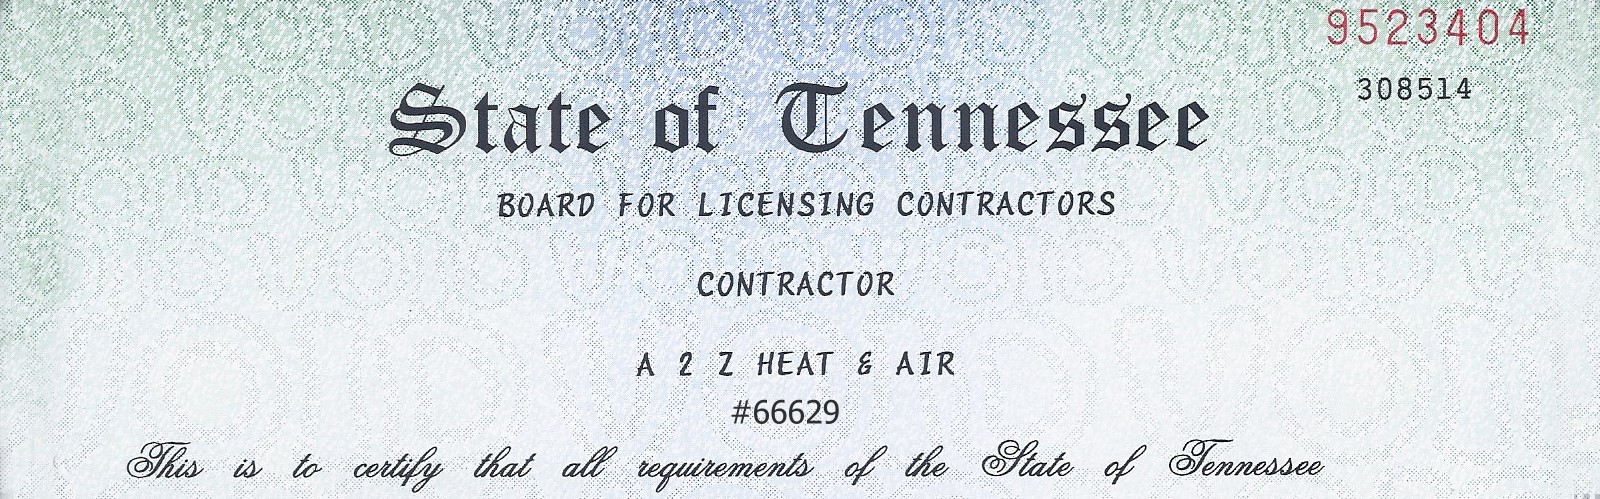 9523404
308514
State of Tennessee
BOARD FOR LICENSING CONTRACTORS
CONTRACTOR
A 2 Z HEAT & AIR
#66629
This is to certify that all requirements of the State of Tennessee